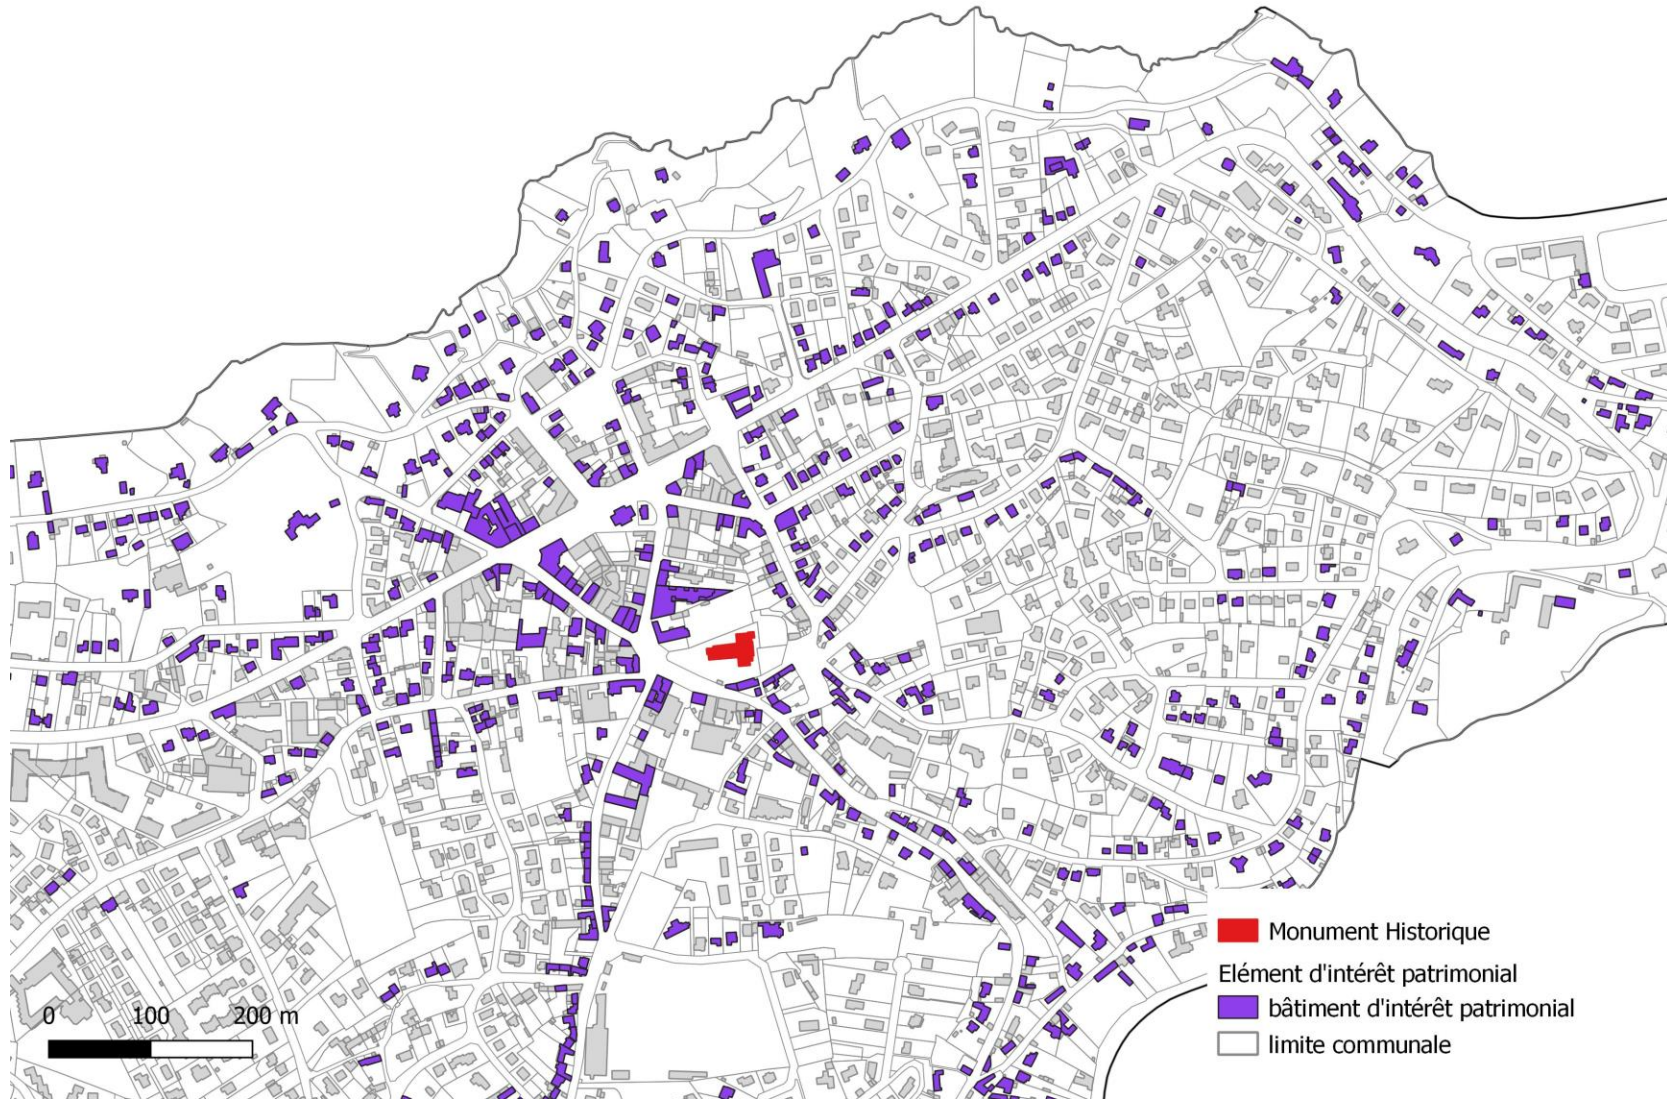 Monument Historique
Elément d'intérêt patrimonial
bâtiment d'intérêt patrimonial
limite communale
0 100 200 m